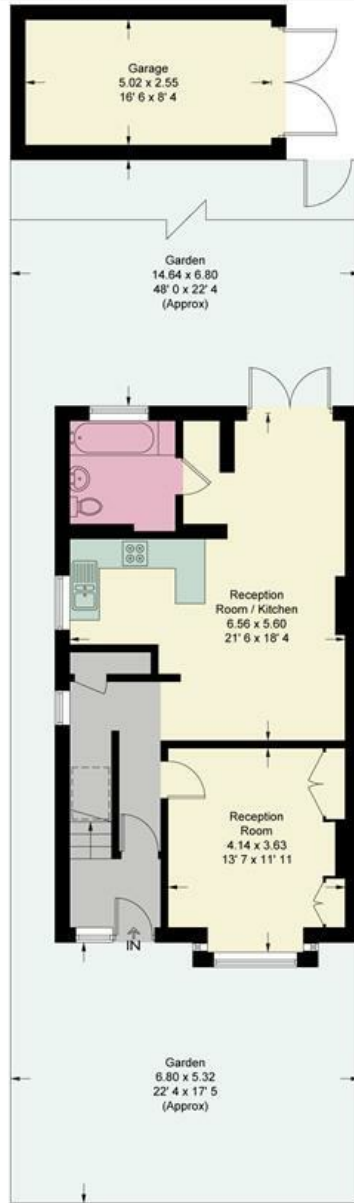 Garage
5.02 x 2.55
16' 6 x 8' 4
Garden
14.64 x 6.80
48' 0 x 22' 4
(Approx)
Reception
Room / Kitchen
6.56 x 5.60
21' 6 x 18' 4
Reception
Room
4.14 x 3.63
13' 7 x 11' 11
IN
Garden
6.80 x 5.32
22' 4 x 17' 5
(Approx)